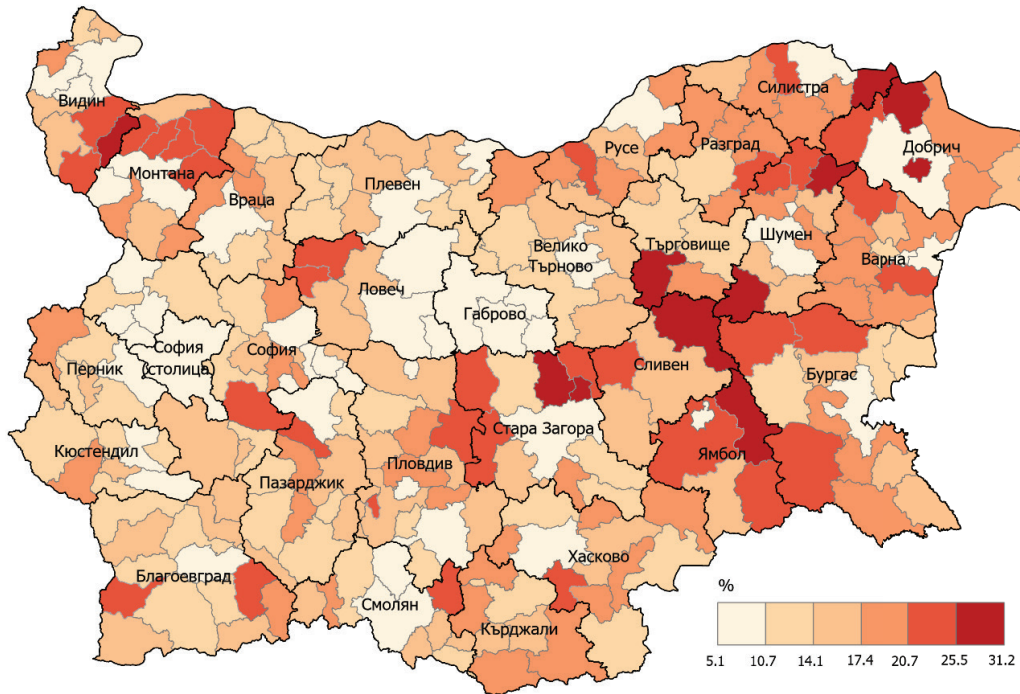 Видин
Монтана
Враца
Плевен
Русе
Силистра
Разград
Добрич
Шумен
Варна
Търговище
Велико
Търново
Ловеч
Габрово
София
(столица)
София
Перник
Кюстендил
Пазарджик
Пловдив
Стара Загора
Сливен
Бургас
Ямбол
Благоевград
Смолян
Хасково
Кърджали
%
5.1 10.7 14.1 17.4 20.7 25.5 31.2